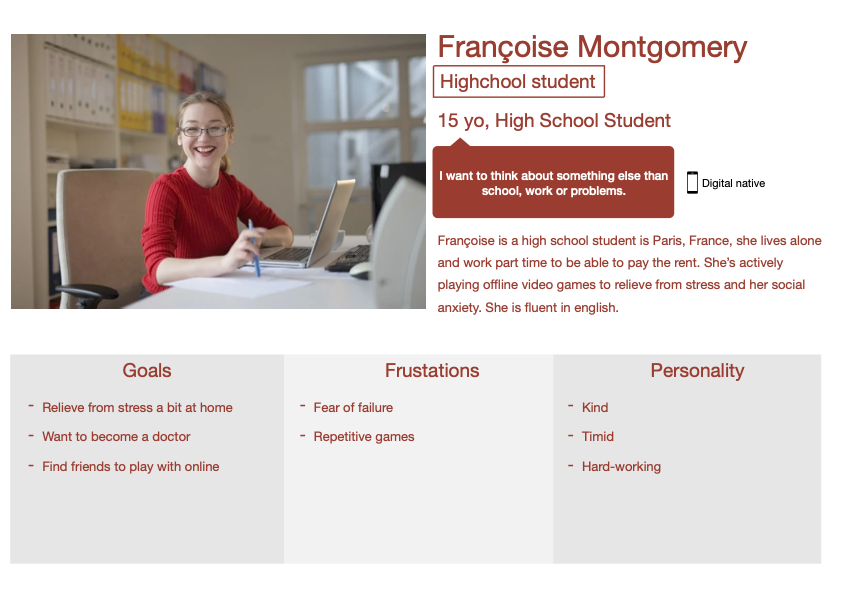 Françoise Montgomery
Highchool student
15 yo, High School Student
I want to think about something else than
school, work or problems.
Digital native
Françoise is a high school student is Paris, France, she lives alone
and work part time to be able to pay the rent. She's actively
playing offline video games to relieve from stress and her social
anxiety. She is fluent in english.
Goals
- Relieve from stress a bit at home
- Want to become a doctor
- Find friends to play with online
Frustations
- Fear of failure
- Repetitive games
Personality
- Kind
- Timid
- Hard-working